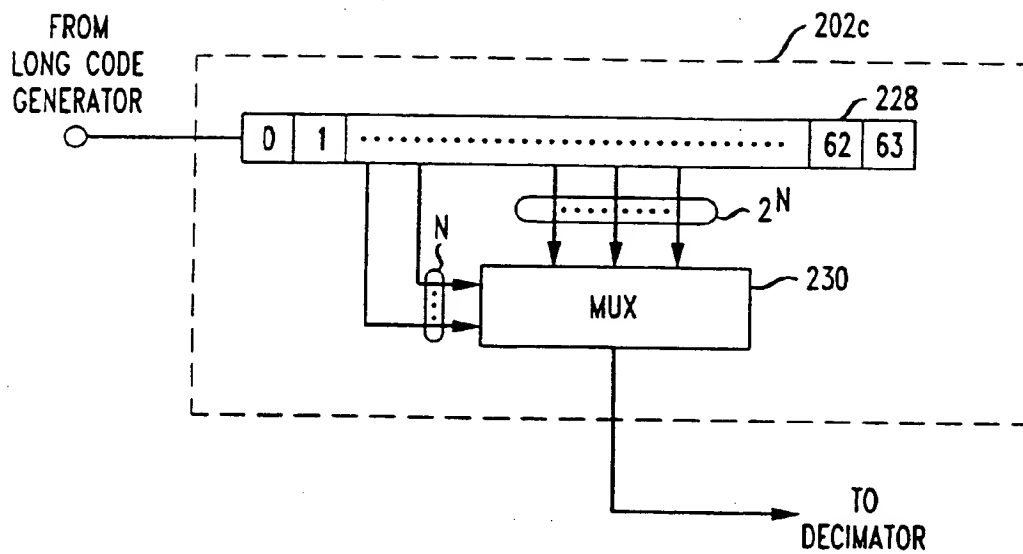 FROM
LONG CODE
GENERATOR
202c
228
0 1 62 63
2^N
N
230
MUX
TO
DECIMATOR